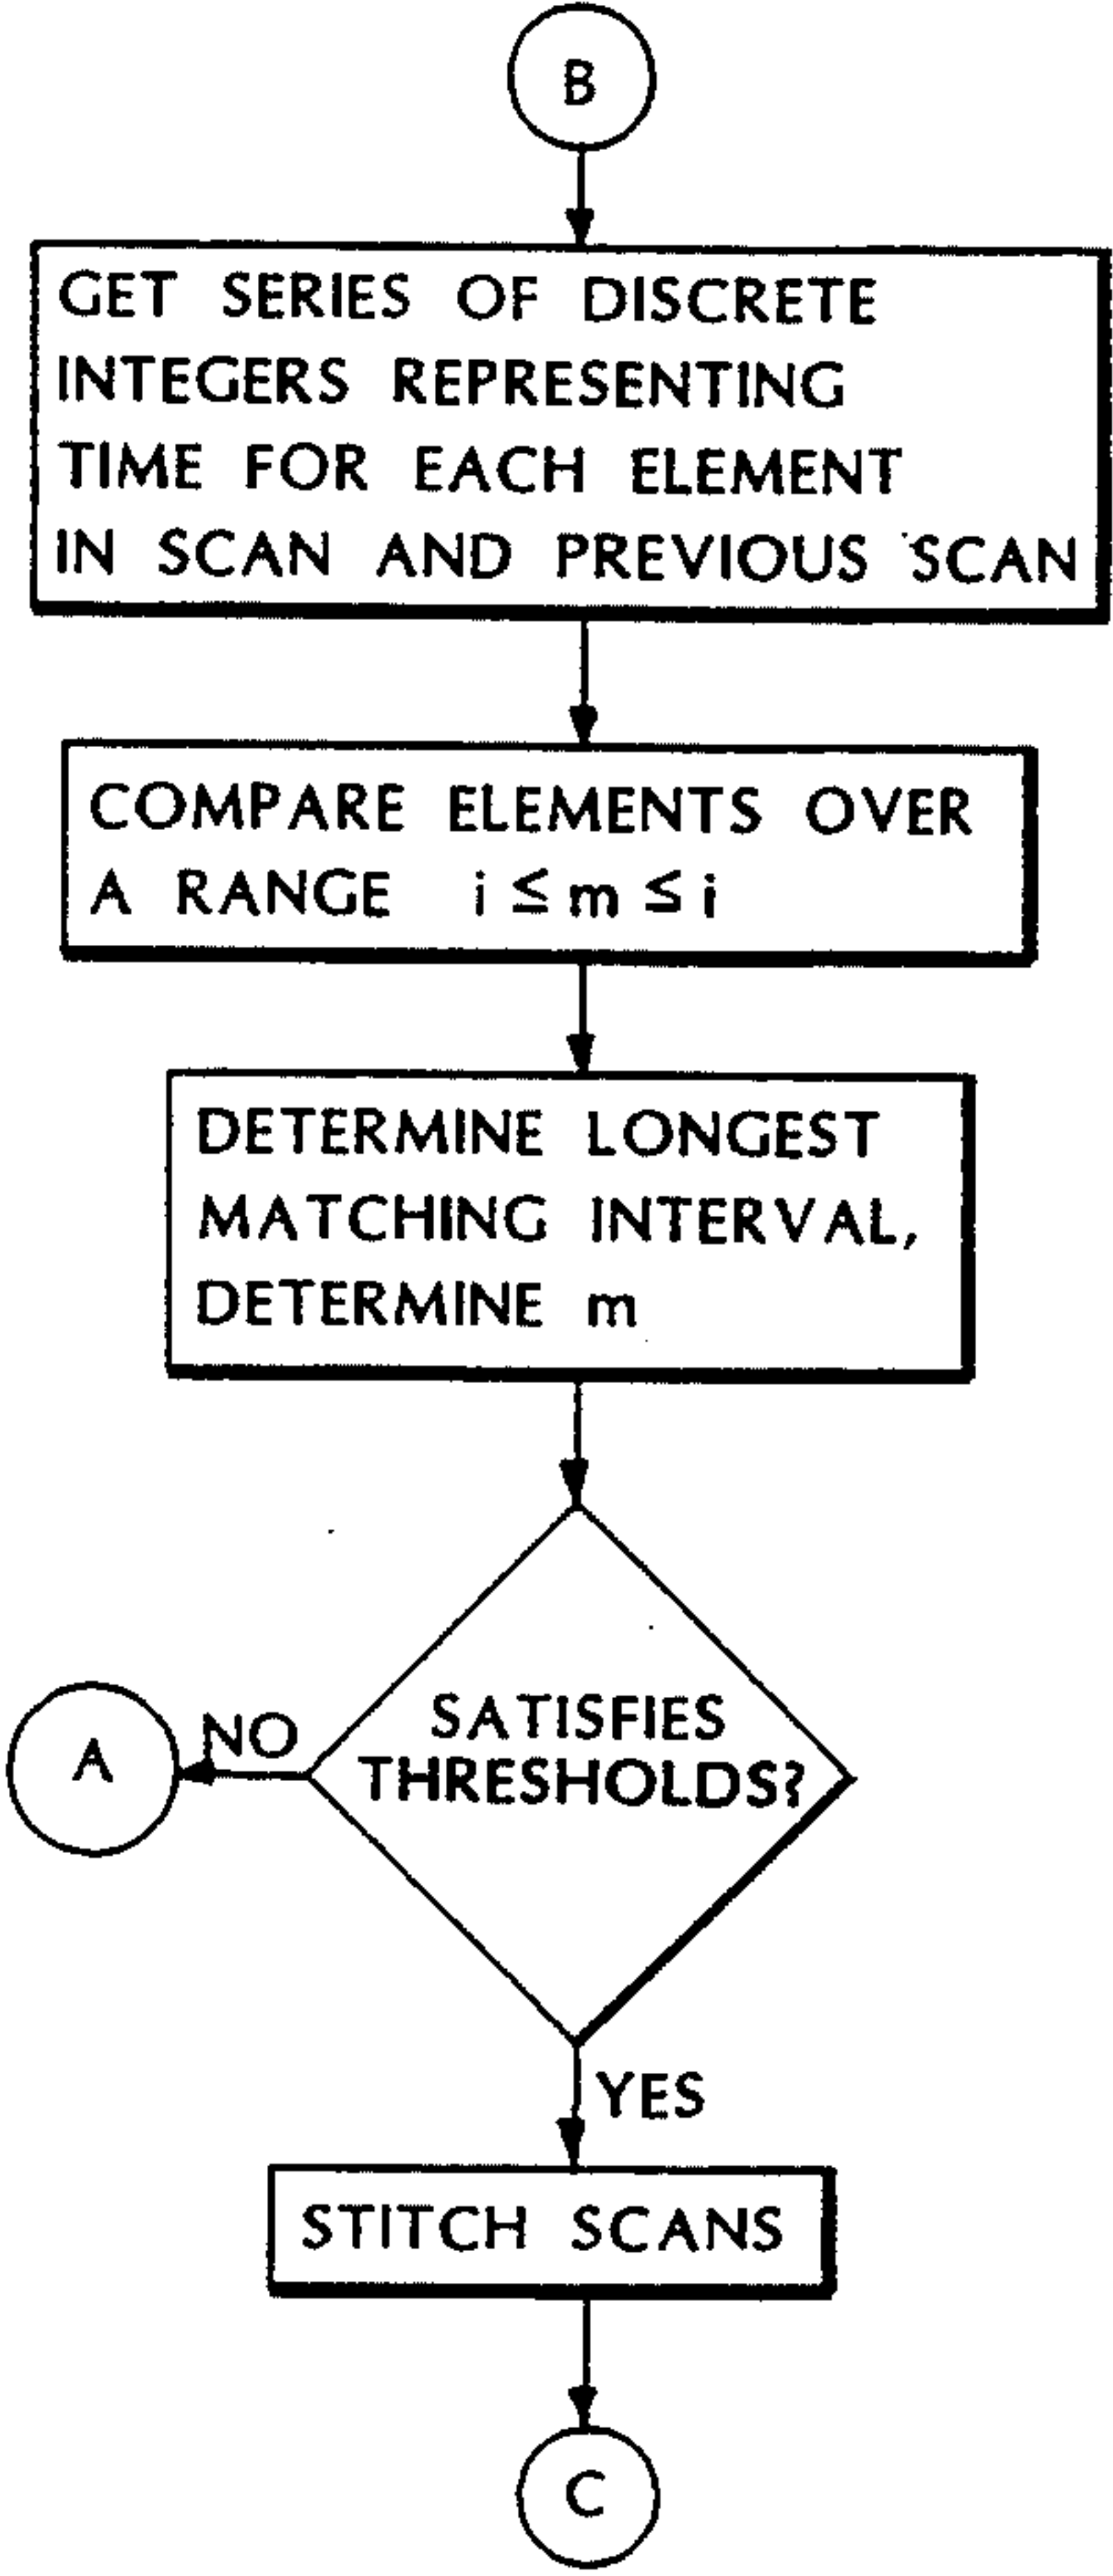 B
GET SERIES OF DISCRETE
INTEGERS REPRESENTING
TIME FOR EACH ELEMENT
IN SCAN AND PREVIOUS SCAN
COMPARE ELEMENTS OVER
A RANGE i ≤ m ≤ i
DETERMINE LONGEST
MATCHING INTERVAL,
DETERMINE m
SATISFIES
THRESHOLDS?
NO
A
YES
STITCH SCANS
C